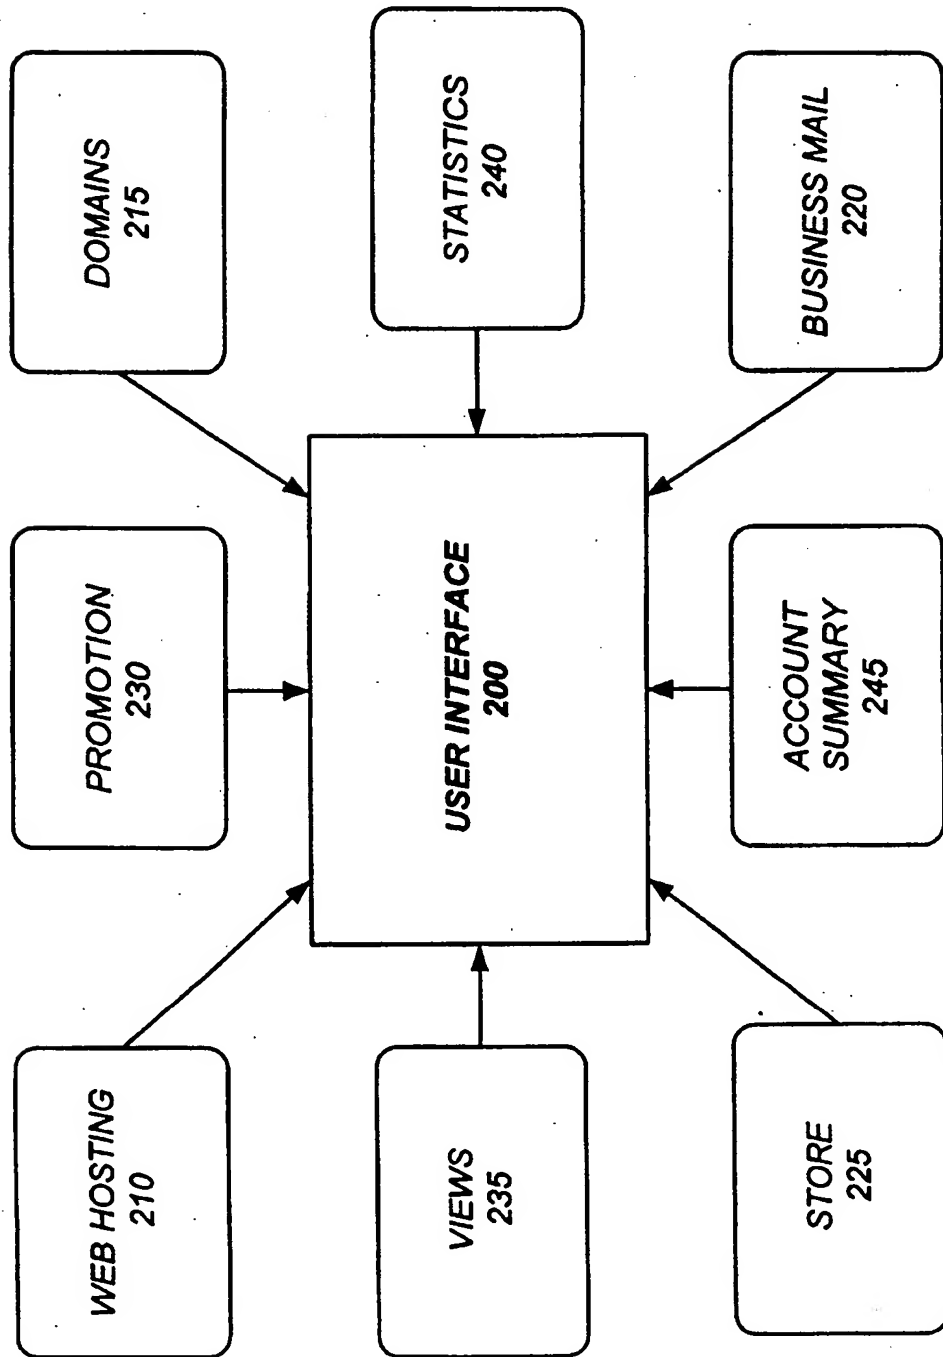 WEB HOSTING
210
PROMOTION
230
DOMAINS
215
VIEWS
235
USER INTERFACE
200
STATISTICS
240
STORE
225
ACCOUNT
SUMMARY
245
BUSINESS MAIL
220